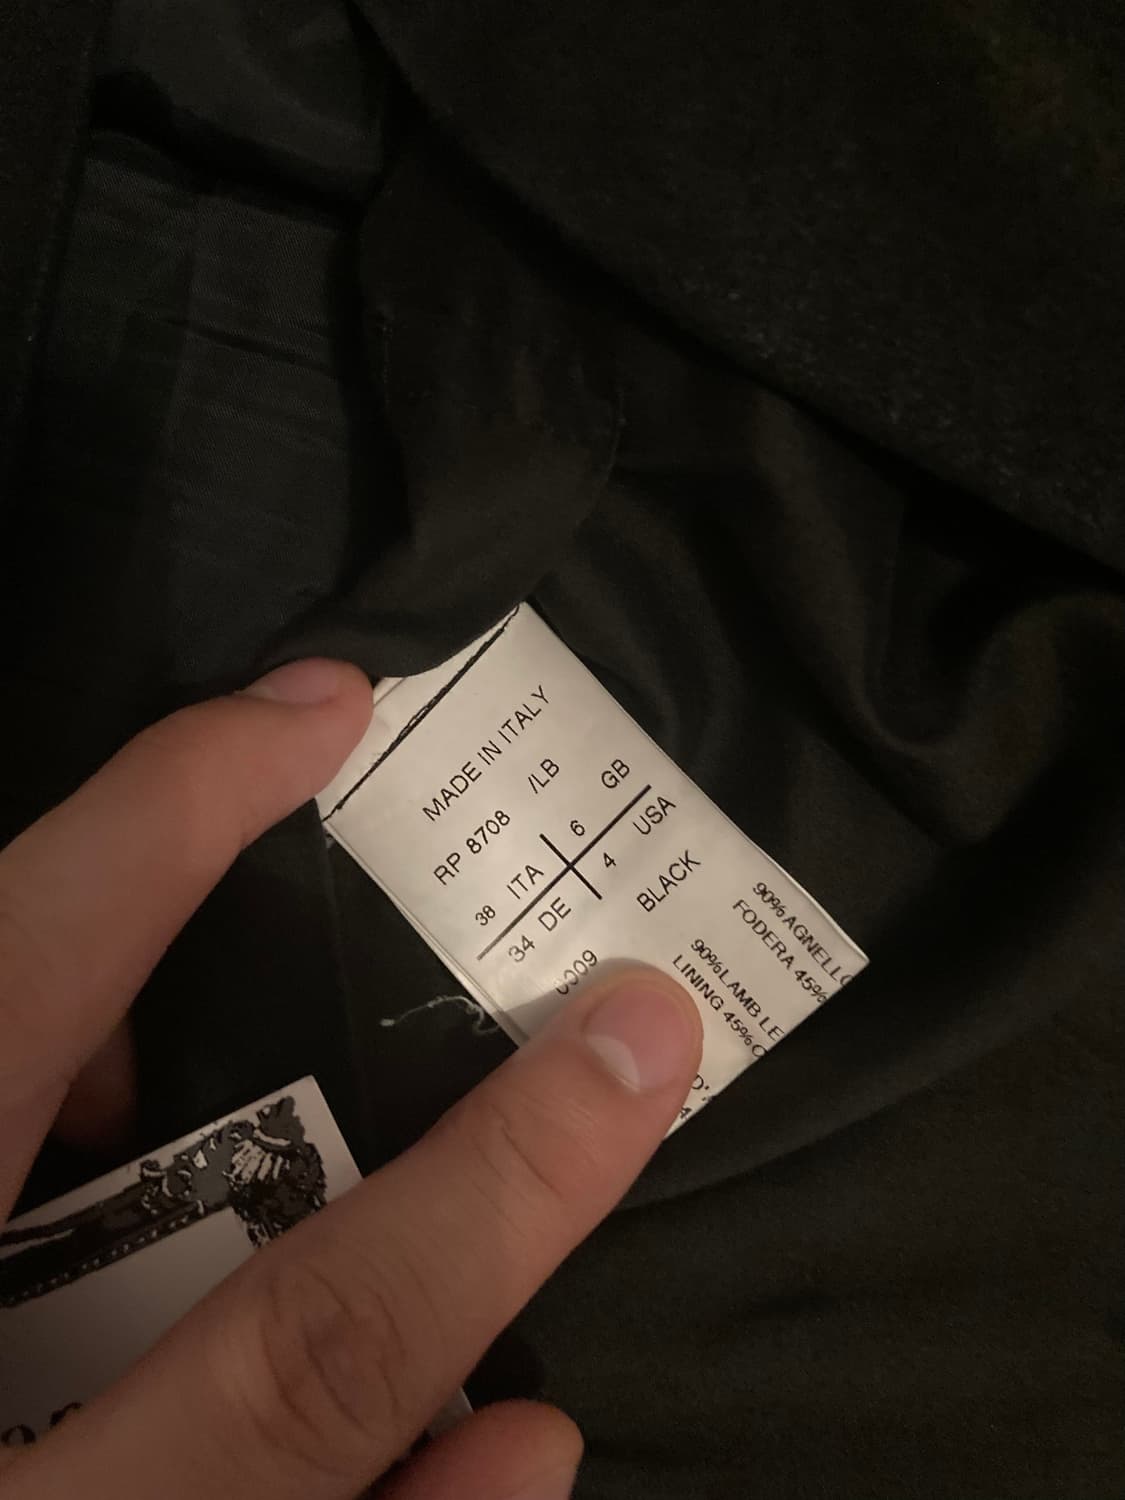 MADE IN ITALY
RP 8708 /LB
38 ITA 6 GB
34 DE 4 USA
BLACK
90% AGNELLO
FODERA 45%
90% LAMB LE
LINING 45% C